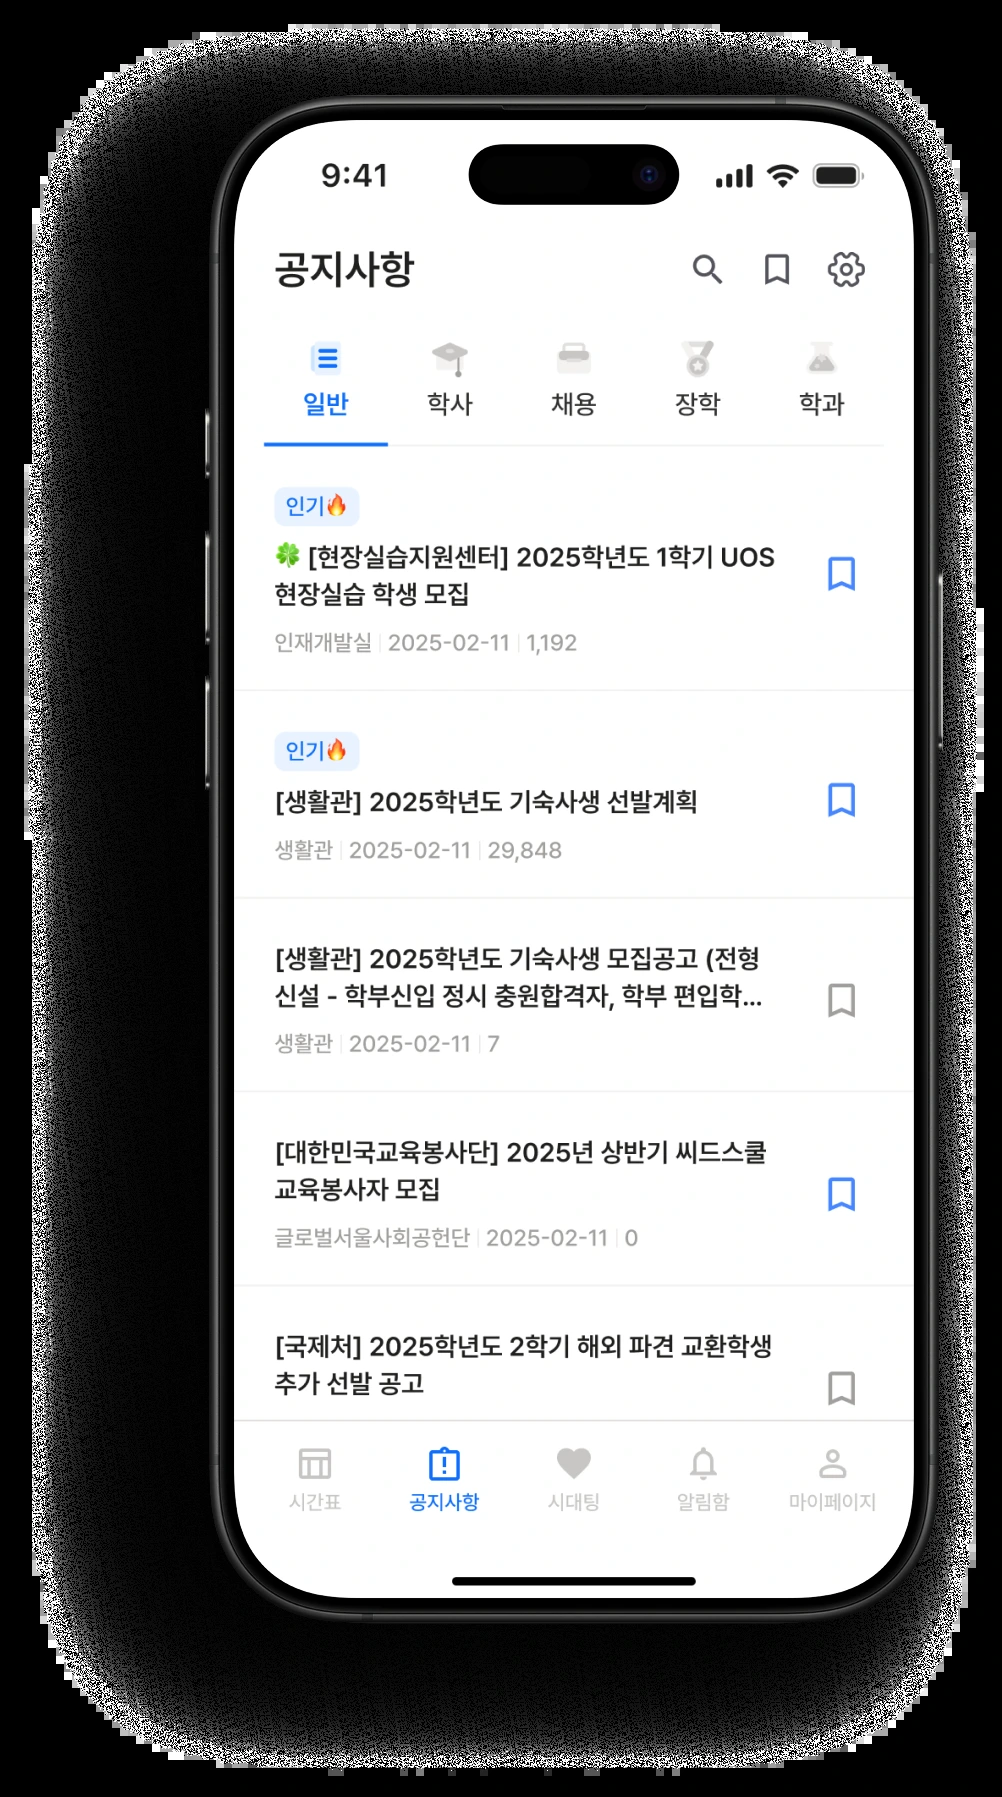 9:41
공지사항
일반 학사 채용 장학 학과
인기🔥
🍀 [현장실습지원센터] 2025학년도 1학기 UOS
현장실습 학생 모집
인재개발실 | 2025-02-11 | 1,192
인기🔥
[생활관] 2025학년도 기숙사생 선발계획
생활관 | 2025-02-11 | 29,848
[생활관] 2025학년도 기숙사생 모집공고 (전형
신설 - 학부신입 정시 충원합격자, 학부 편입학...
생활관 | 2025-02-11 | 7
[대한민국교육봉사단] 2025년 상반기 씨드스쿨
교육봉사자 모집
글로벌서울사회공헌단 | 2025-02-11 | 0
[국제처] 2025학년도 2학기 해외 파견 교환학생
추가 선발 공고
시간표 공지사항 시대팅 알림함 마이페이지